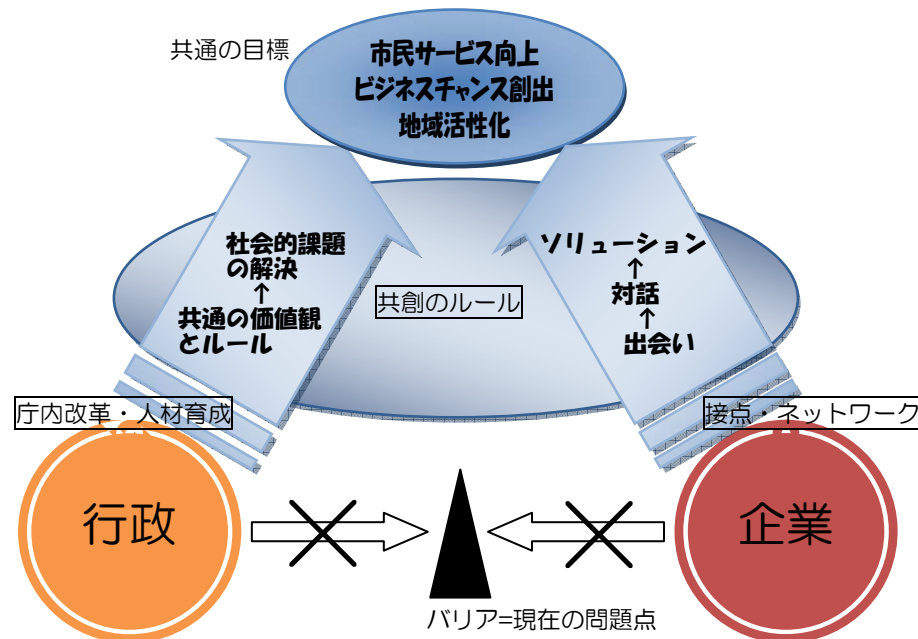 共通の目標
市民サービス向上
ビジネスチャンス創出
地域活性化
社会的課題
の解決
↑
共通の価値観
とルール
ソリューション
↑
対話
↑
出会い
共創のルール
庁内改革・人材育成
接点・ネットワーク
行政
企業
バリア=現在の問題点